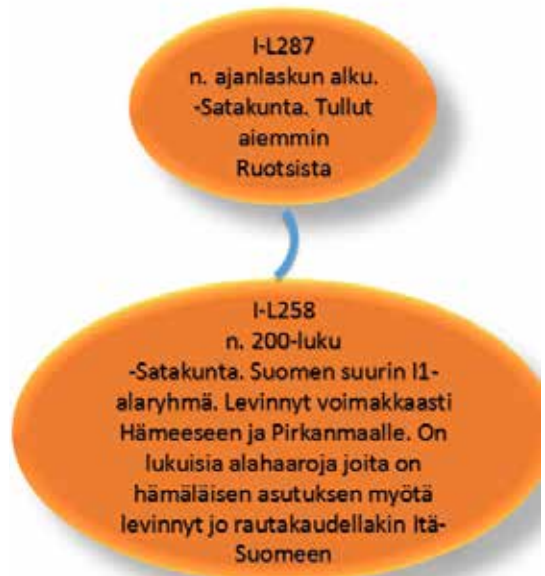 I-L287
n. ajanlaskun alku.
-Satakunta. Tullut
aiemmin
Ruotsista
I-L258
n. 200-luku
-Satakunta. Suomen suurin I1-
alaryhmä. Levinnyt voimakkaasti
Hämeeseen ja Pirkanmaalle. On
lukuisia alahaaroja joita on
hämäläisen asutuksen myötä
levinnyt jo rautakaudellakin Itä-
Suomeen